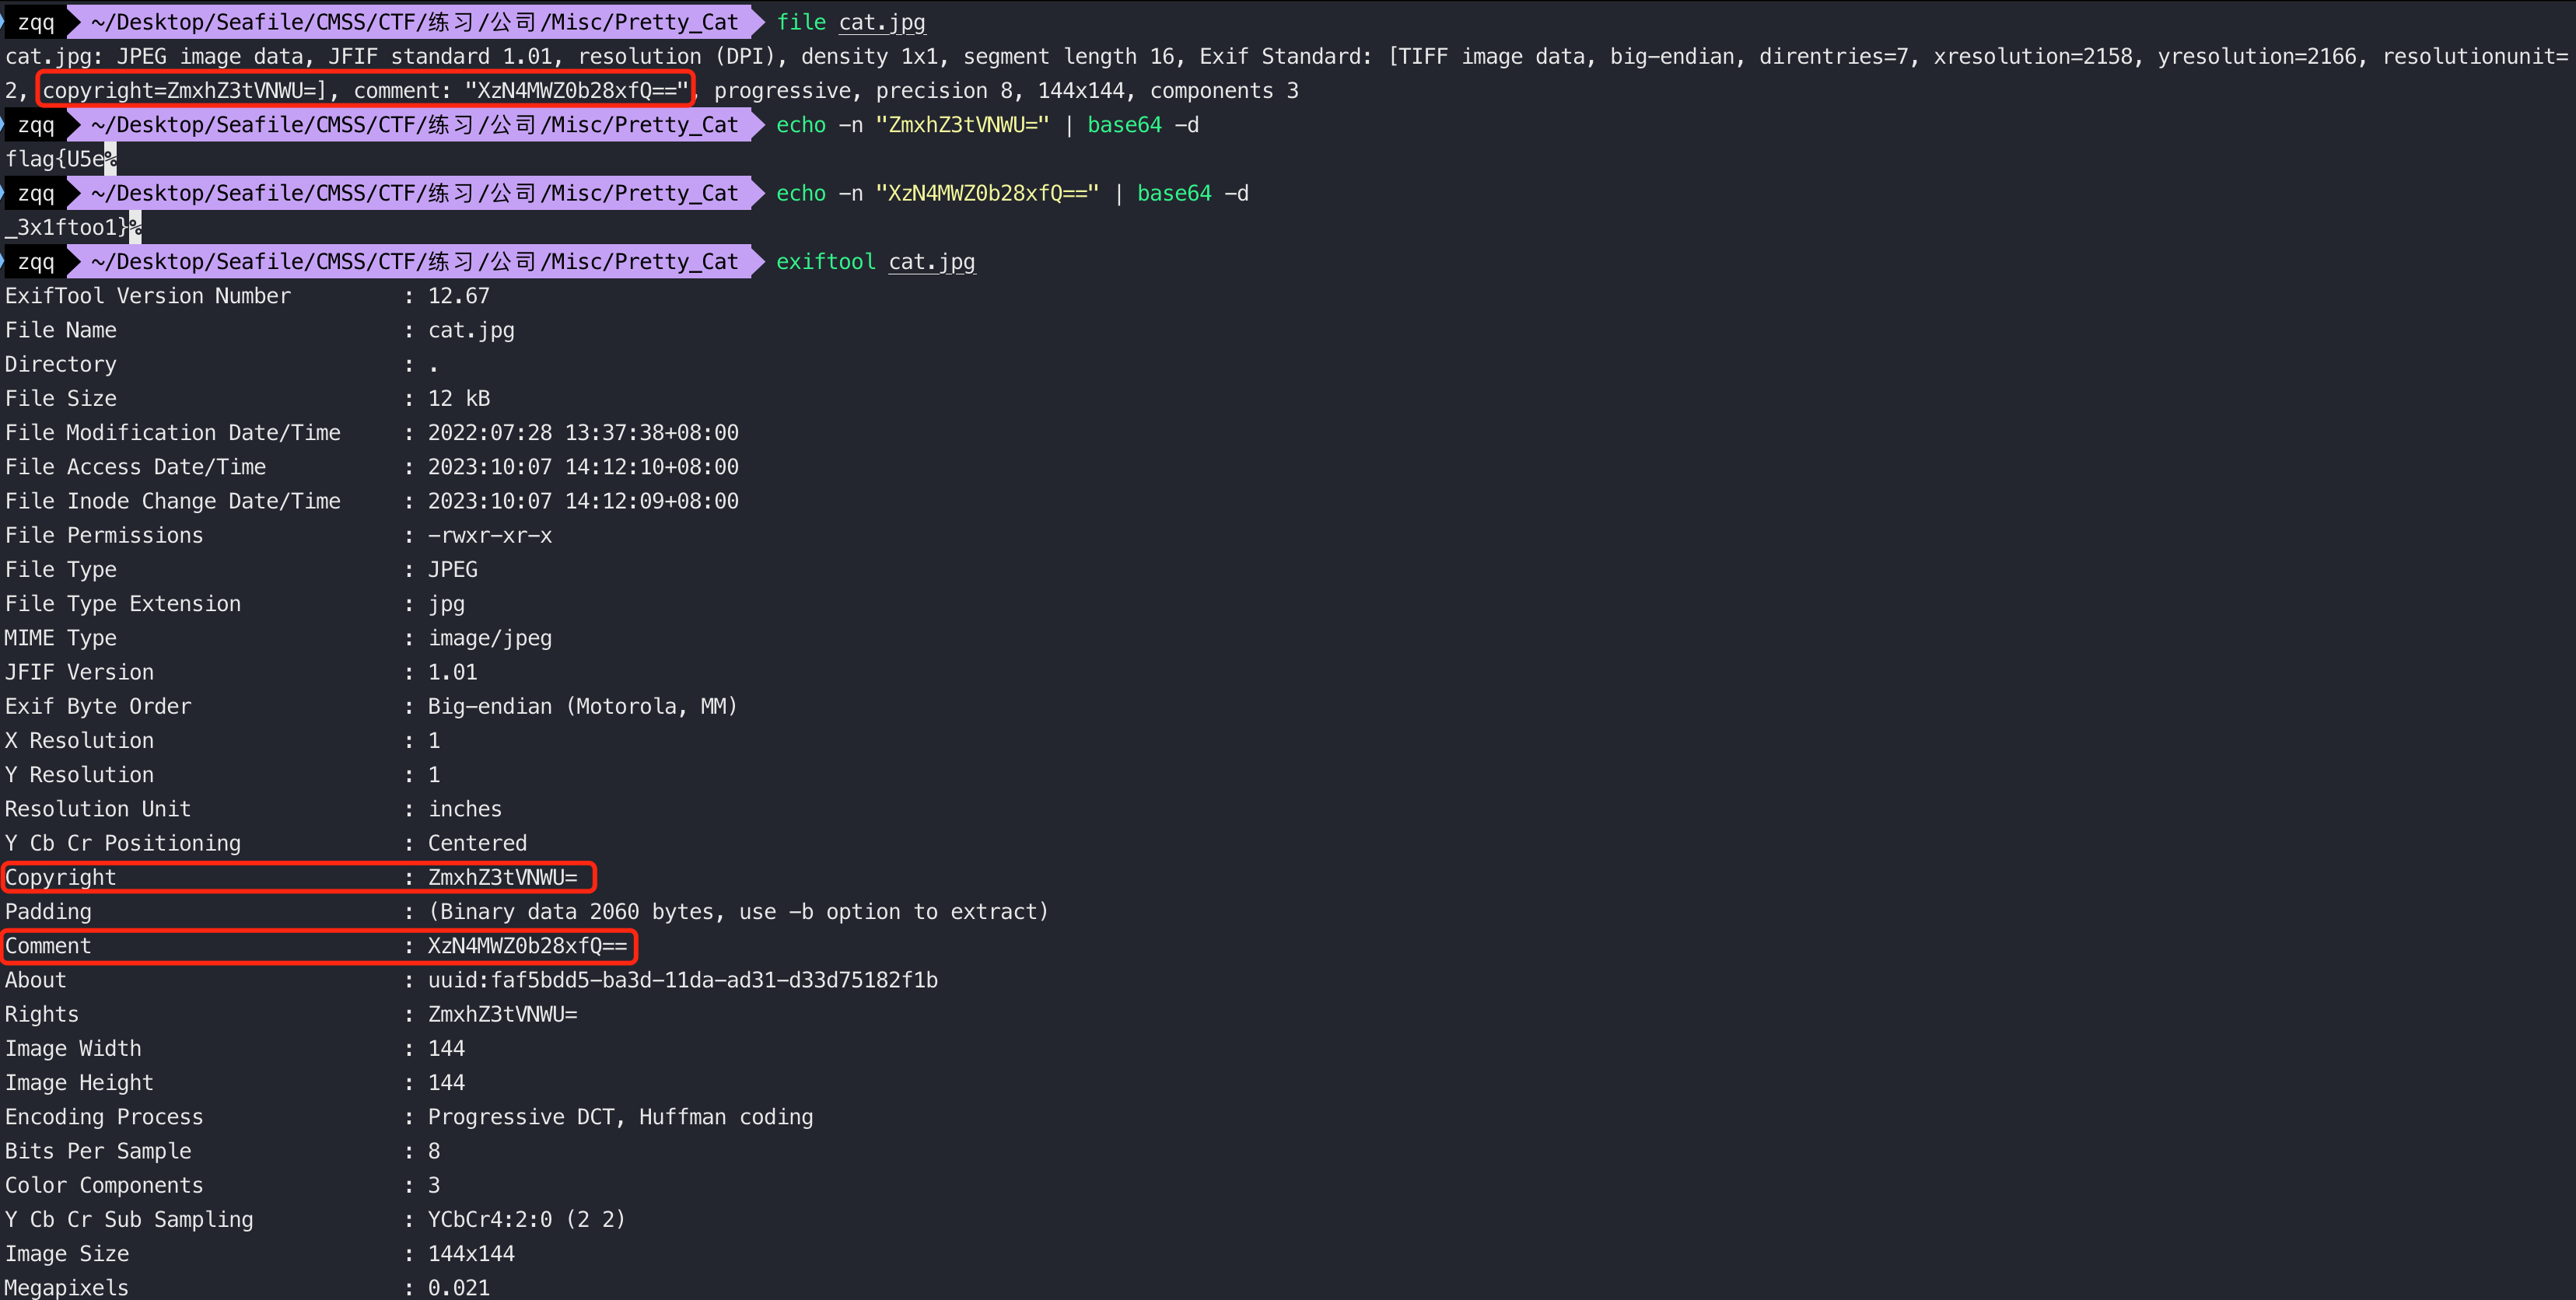 zqq ~/Desktop/Seafile/CMSS/CTF/练习/公司/Misc/Pretty_Cat file cat.jpg
cat.jpg: JPEG image data, JFIF standard 1.01, resolution (DPI), density 1x1, segment length 16, Exif Standard: [TIFF image data, big-endian, direntries=7, xresolution=2158, yresolution=2166, resolutionunit=
2, copyright=ZmxhZ3tVNWU=], comment: "XzN4MWZ0b28xfQ==", progressive, precision 8, 144x144, components 3
zqq ~/Desktop/Seafile/CMSS/CTF/练习/公司/Misc/Pretty_Cat echo -n "ZmxhZ3tVNWU=" | base64 -d
flag{U5e%
zqq ~/Desktop/Seafile/CMSS/CTF/练习/公司/Misc/Pretty_Cat echo -n "XzN4MWZ0b28xfQ==" | base64 -d
_3x1ftoo1}%
zqq ~/Desktop/Seafile/CMSS/CTF/练习/公司/Misc/Pretty_Cat exiftool cat.jpg
ExifTool Version Number : 12.67
File Name : cat.jpg
Directory : .
File Size : 12 kB
File Modification Date/Time : 2022:07:28 13:37:38+08:00
File Access Date/Time : 2023:10:07 14:12:10+08:00
File Inode Change Date/Time : 2023:10:07 14:12:09+08:00
File Permissions : -rwxr-xr-x
File Type : JPEG
File Type Extension : jpg
MIME Type : image/jpeg
JFIF Version : 1.01
Exif Byte Order : Big-endian (Motorola, MM)
X Resolution : 1
Y Resolution : 1
Resolution Unit : inches
Y Cb Cr Positioning : Centered
Copyright : ZmxhZ3tVNWU=
Padding : (Binary data 2060 bytes, use -b option to extract)
Comment : XzN4MWZ0b28xfQ==
About : uuid:faf5bdd5-ba3d-11da-ad31-d33d75182f1b
Rights : ZmxhZ3tVNWU=
Image Width : 144
Image Height : 144
Encoding Process : Progressive DCT, Huffman coding
Bits Per Sample : 8
Color Components : 3
Y Cb Cr Sub Sampling : YCbCr4:2:0 (2 2)
Image Size : 144x144
Megapixels : 0.021